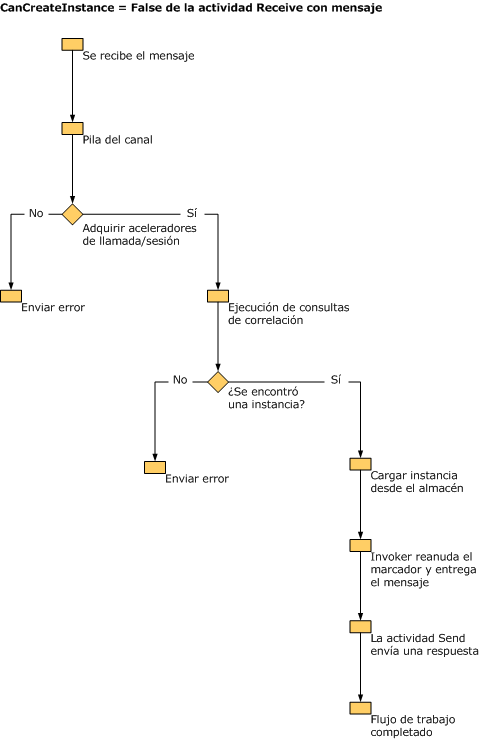 CanCreateInstance = False de la actividad Receive con mensaje
Se recibe el mensaje
Pila del canal
No
Sí
Adquirir aceleradores
de llamada/sesión
Enviar error
Ejecución de consultas
de correlación
No
Sí
¿Se encontró
una instancia?
Enviar error
Cargar instancia
desde el almacén
Invoker reanuda el
marcador y entrega
el mensaje
La actividad Send
envía una respuesta
Flujo de trabajo
completado